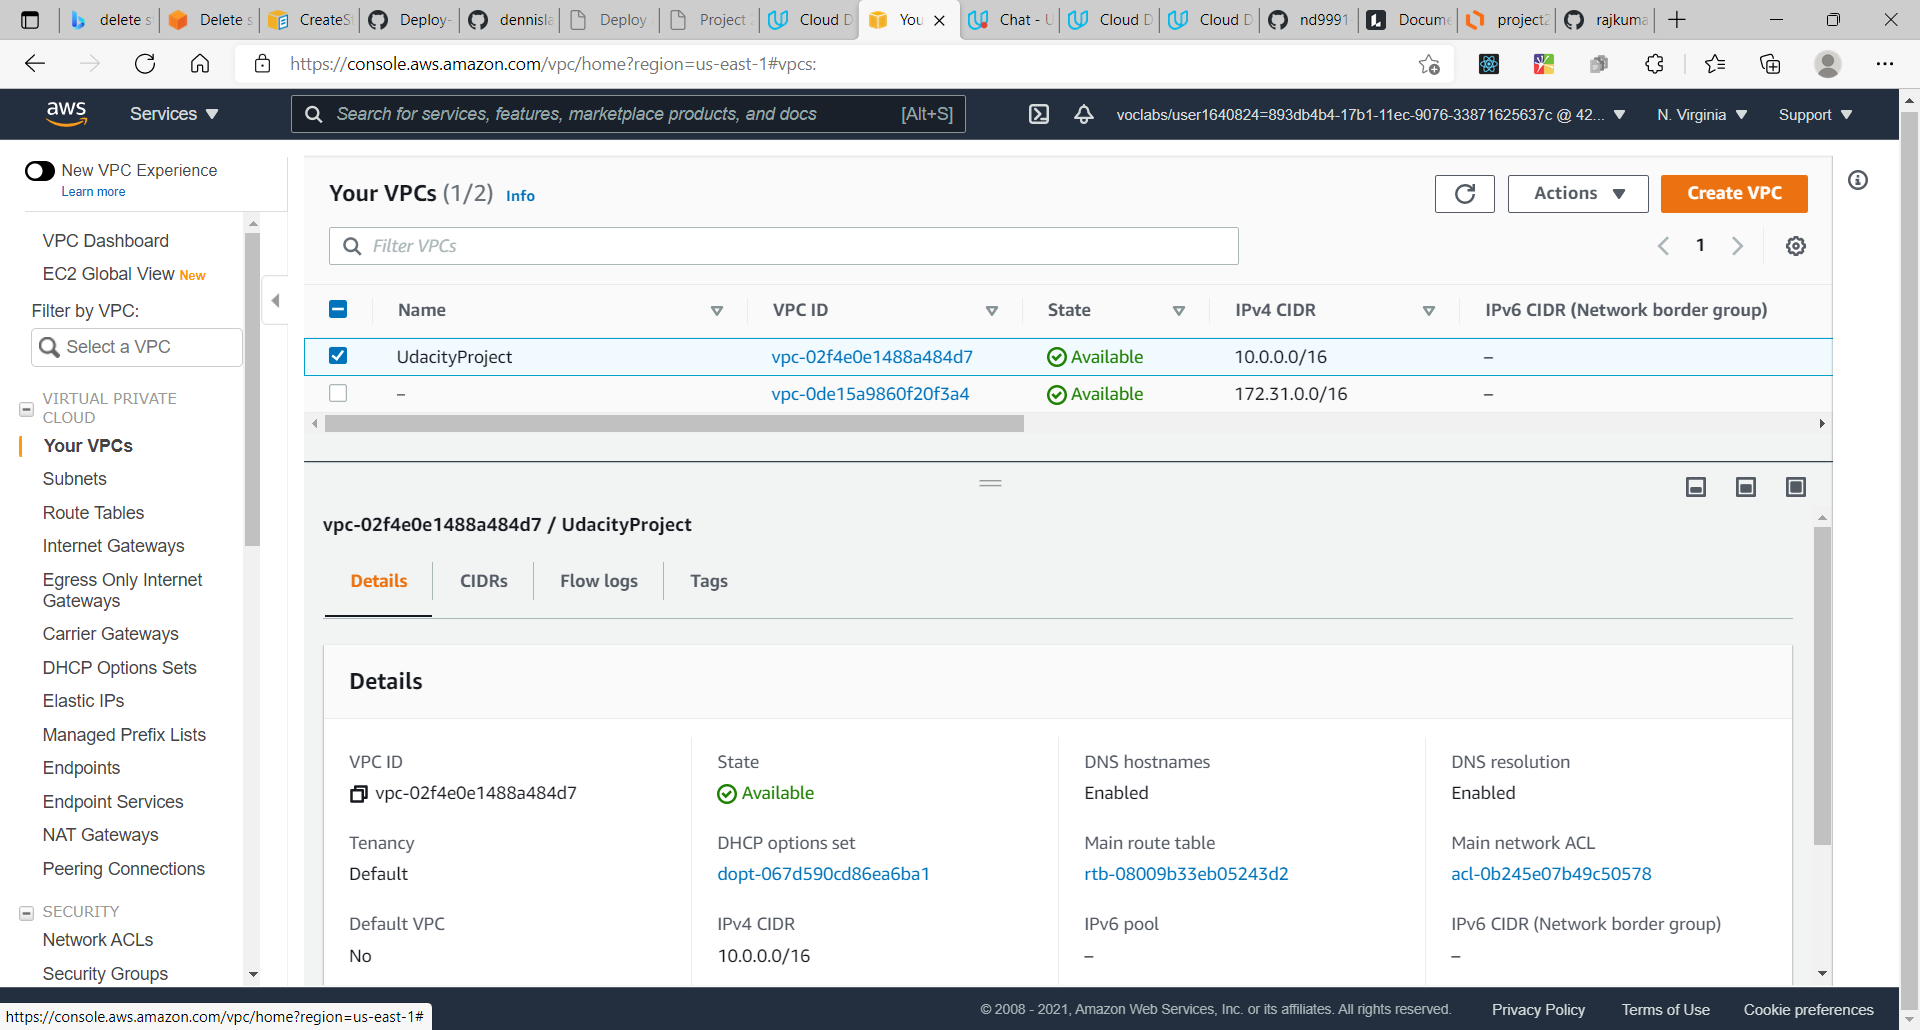 delete s
Delete s
CreateSt
Deploy-
dennisla
Deploy
Project
Cloud D
You
Chat - U
Cloud D
Cloud D
nd9991
Docume
project2
rajkuma
https://console.aws.amazon.com/vpc/home?region=us-east-1#vpcs:
aws
Services
Search for services, features, marketplace products, and docs [Alt+S]
voclabs/user1640824=893db4b4-17b1-11ec-9076-33871625637c @ 42...
N. Virginia
Support
New VPC Experience
Learn more
VPC Dashboard
EC2 Global View New
Filter by VPC:
Select a VPC
VIRTUAL PRIVATE
CLOUD
Your VPCs
Subnets
Route Tables
Internet Gateways
Egress Only Internet
Gateways
Carrier Gateways
DHCP Options Sets
Elastic IPs
Managed Prefix Lists
Endpoints
Endpoint Services
NAT Gateways
Peering Connections
SECURITY
Network ACLs
Security Groups
Your VPCs (1/2) Info
Actions
Create VPC
Filter VPCs
1
Name VPC ID State IPv4 CIDR IPv6 CIDR (Network border group)
UdacityProject vpc-02f4e0e1488a484d7 Available 10.0.0.0/16 –
– vpc-0de15a9860f20f3a4 Available 172.31.0.0/16 –
vpc-02f4e0e1488a484d7 / UdacityProject
Details CIDRs Flow logs Tags
Details
VPC ID State DNS hostnames DNS resolution
vpc-02f4e0e1488a484d7 Available Enabled Enabled
Tenancy DHCP options set Main route table Main network ACL
Default dopt-067d590cd86ea6ba1 rtb-08009b33eb05243d2 acl-0b245e07b49c50578
Default VPC IPv4 CIDR IPv6 pool IPv6 CIDR (Network border group)
No 10.0.0.0/16 – –
https://console.aws.amazon.com/vpc/home?region=us-east-1#
© 2008 - 2021, Amazon Web Services, Inc. or its affiliates. All rights reserved. Privacy Policy Terms of Use Cookie preferences